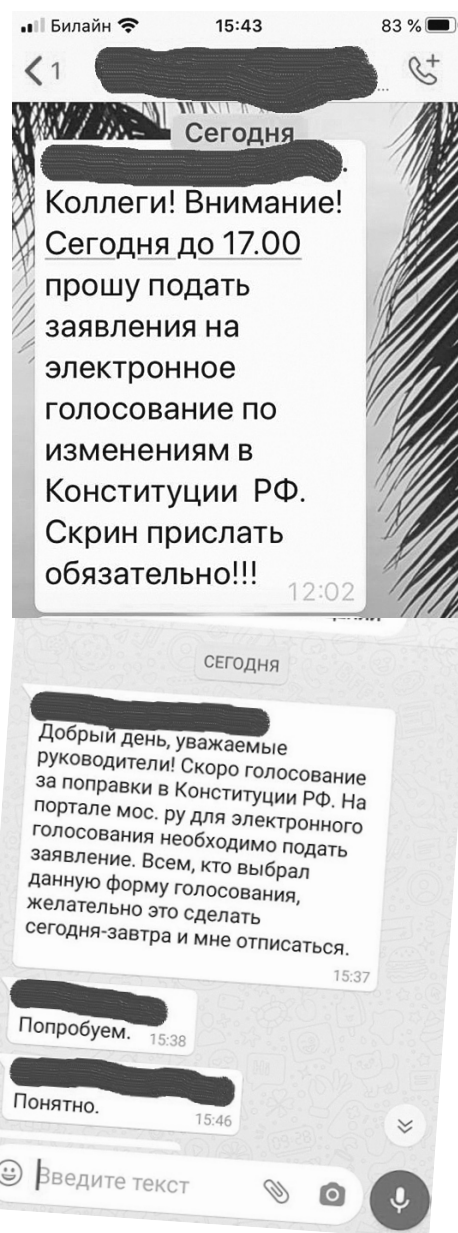 Билайн 15:43 83 %
1
...
Сегодня
Коллеги! Внимание!
Сегодня до 17.00
прошу подать
заявления на
электронное
голосование по
изменениям в
Конституции РФ.
Скрин прислать
обязательно!!!
12:02
СЕГОДНЯ
Добрый день, уважаемые
руководители! Скоро голосование
за поправки в Конституции РФ. На
портале мос. ру для электронного
голосования необходимо подать
заявление. Всем, кто выбрал
данную форму голосования,
желательно это сделать
сегодня-завтра и мне отписаться.
15:37
Попробуем. 15:38
Понятно.
15:46
Введите текст